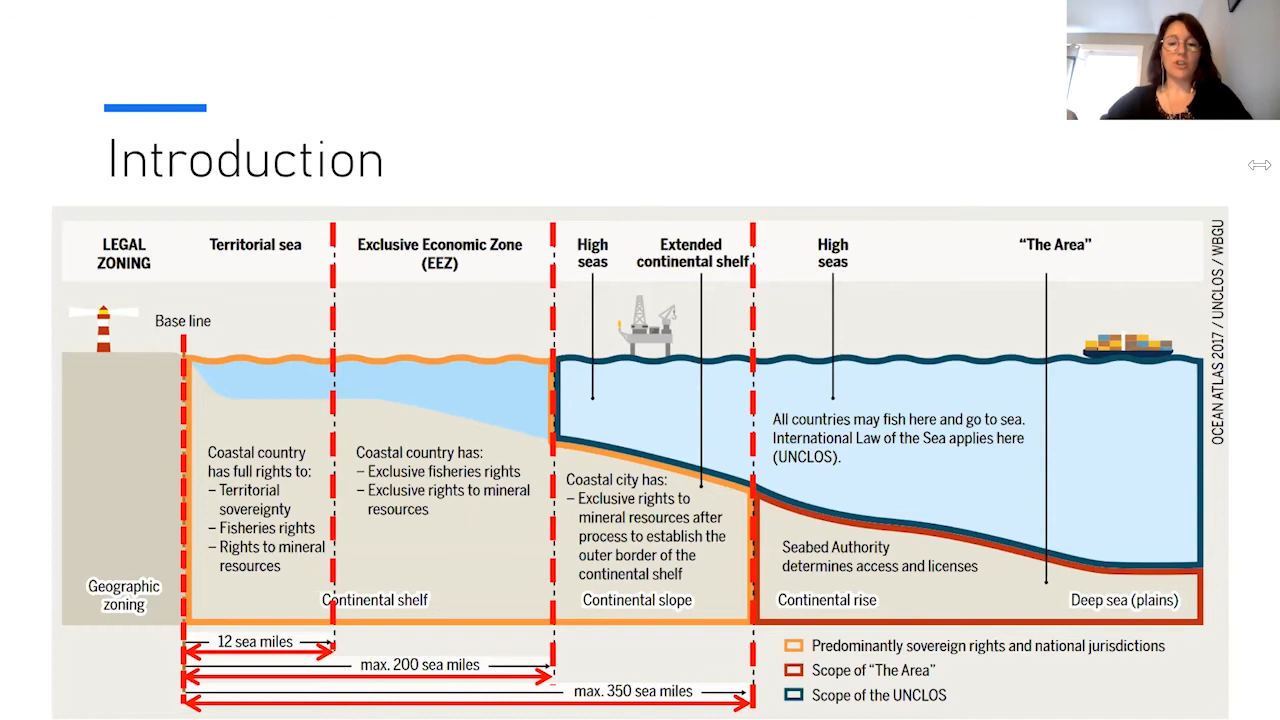 Introduction
LEGAL
ZONING
Territorial sea
Exclusive Economic Zone
(EEZ)
High
seas
Extended
continental shelf
High
seas
“The Area”
Base line
Coastal country
has full rights to:
– Territorial
sovereignty
– Fisheries rights
– Rights to mineral
resources
Coastal country has:
– Exclusive fisheries rights
– Exclusive rights to mineral
resources
Coastal city has:
– Exclusive rights to
mineral resources after
process to establish the
outer border of the
continental shelf
All countries may fish here and go to sea.
International Law of the Sea applies here
(UNCLOS).
Seabed Authority
determines access and licenses
Geographic
zoning
Continental shelf
Continental slope
Continental rise
Deep sea (plains)
12 sea miles
max. 200 sea miles
max. 350 sea miles
Predominantly sovereign rights and national jurisdictions
Scope of “The Area”
Scope of the UNCLOS
OCEAN ATLAS 2017 / UNCLOS / WBGU